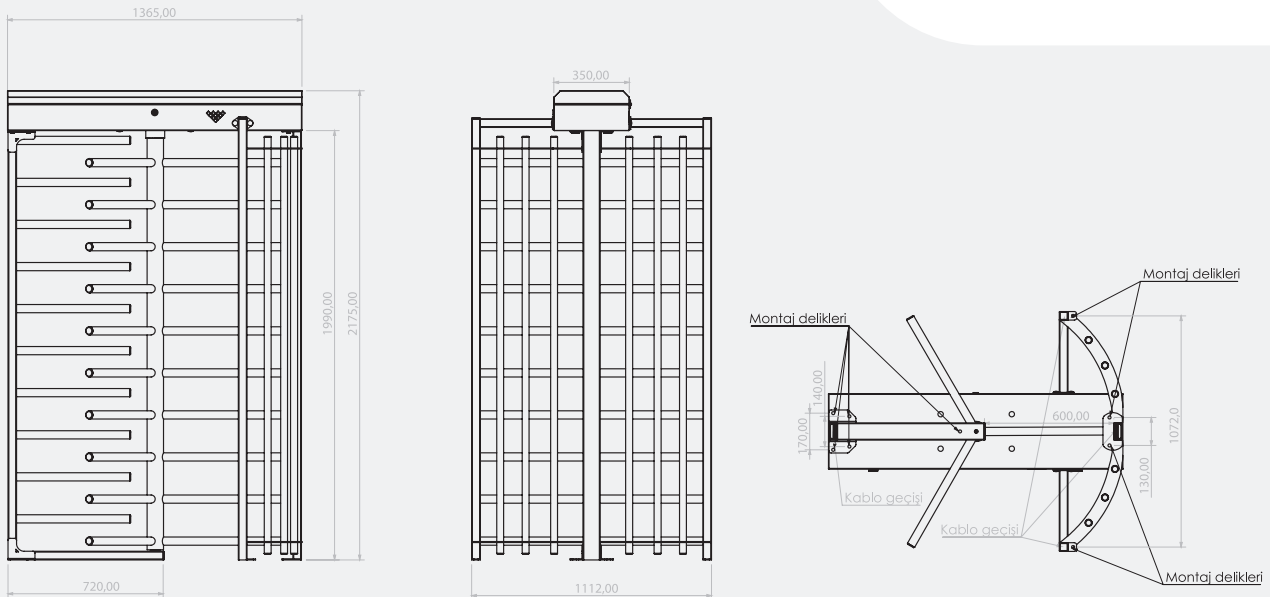 1365,00
350,00
1990,00
2175,00
720,00
1112,00
Montaj delikleri
Montaj delikleri
140,00
170,00
600,00
1072,0
130,00
Kablo geçişi
Kablo geçişi
Montaj delikleri